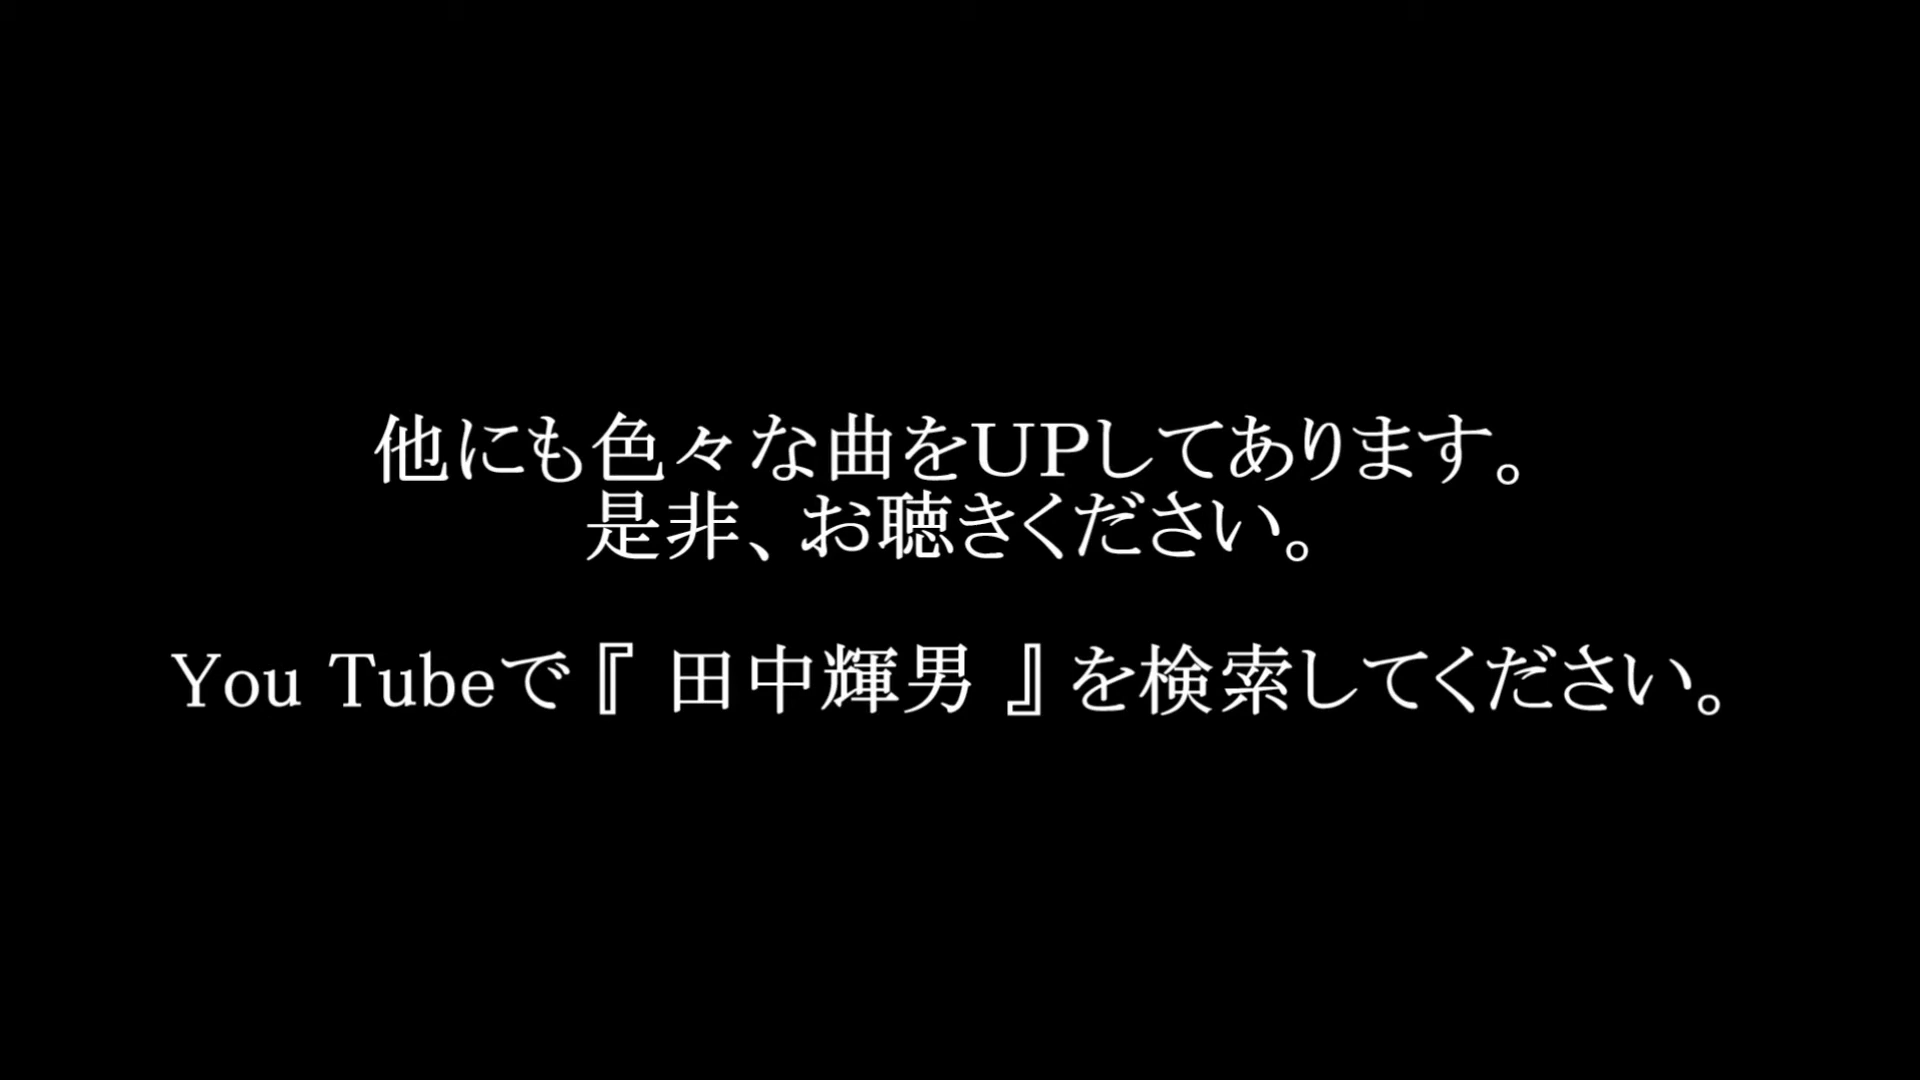 他にも色々な曲をUPしてあります。
是非、お聴きください。
You Tubeで『 田中輝男 』を検索してください。